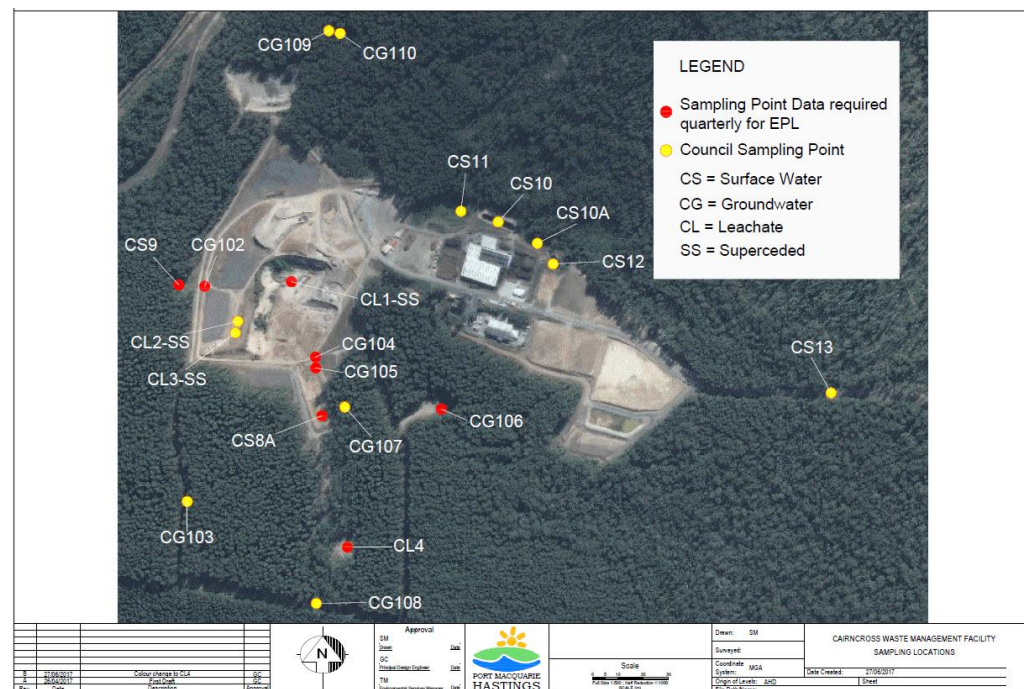 CG109
CG110
LEGEND
Sampling Point Data required
quarterly for EPL
Council Sampling Point
CS = Surface Water
CG = Groundwater
CL = Leachate
SS = Superceded
CS11
CS10
CS10A
CS12
CS9
CG102
CL1-SS
CL2-SS
CL3-SS
CG104
CG105
CS13
CS8A
CG107
CG106
CG103
CL4
CG108
B 27/06/2017 Colour change to CL4 GC
A 26/04/2017 First Draft GC
Rev Date Description Approval
N
Approval
SM
Drawn Date
GC
Principal Design Engineer Date
TM
Environmental Services Manager Date
PORT MACQUARIE
HASTINGS
Scale
Drawn: SM
Surveyed:
Coordinate
System: MGA
Origin of Levels: AHD
CAIRNCROSS WASTE MANAGEMENT FACILITY
SAMPLING LOCATIONS
Date Created: 27/06/2017
Sheet